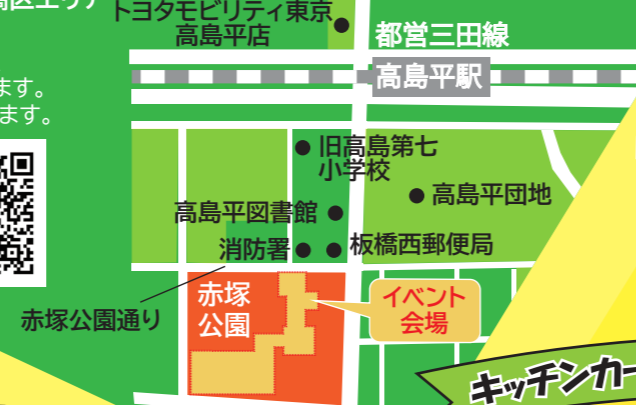 区エリア
トヨタモビリティ東京
高島平店
都営三田線
高島平駅
ます。
ます。
旧高島第七
小学校
高島平団地
高島平図書館
消防署
板橋西郵便局
赤塚
公園
イベント
会場
赤塚公園通り
キッチンカー